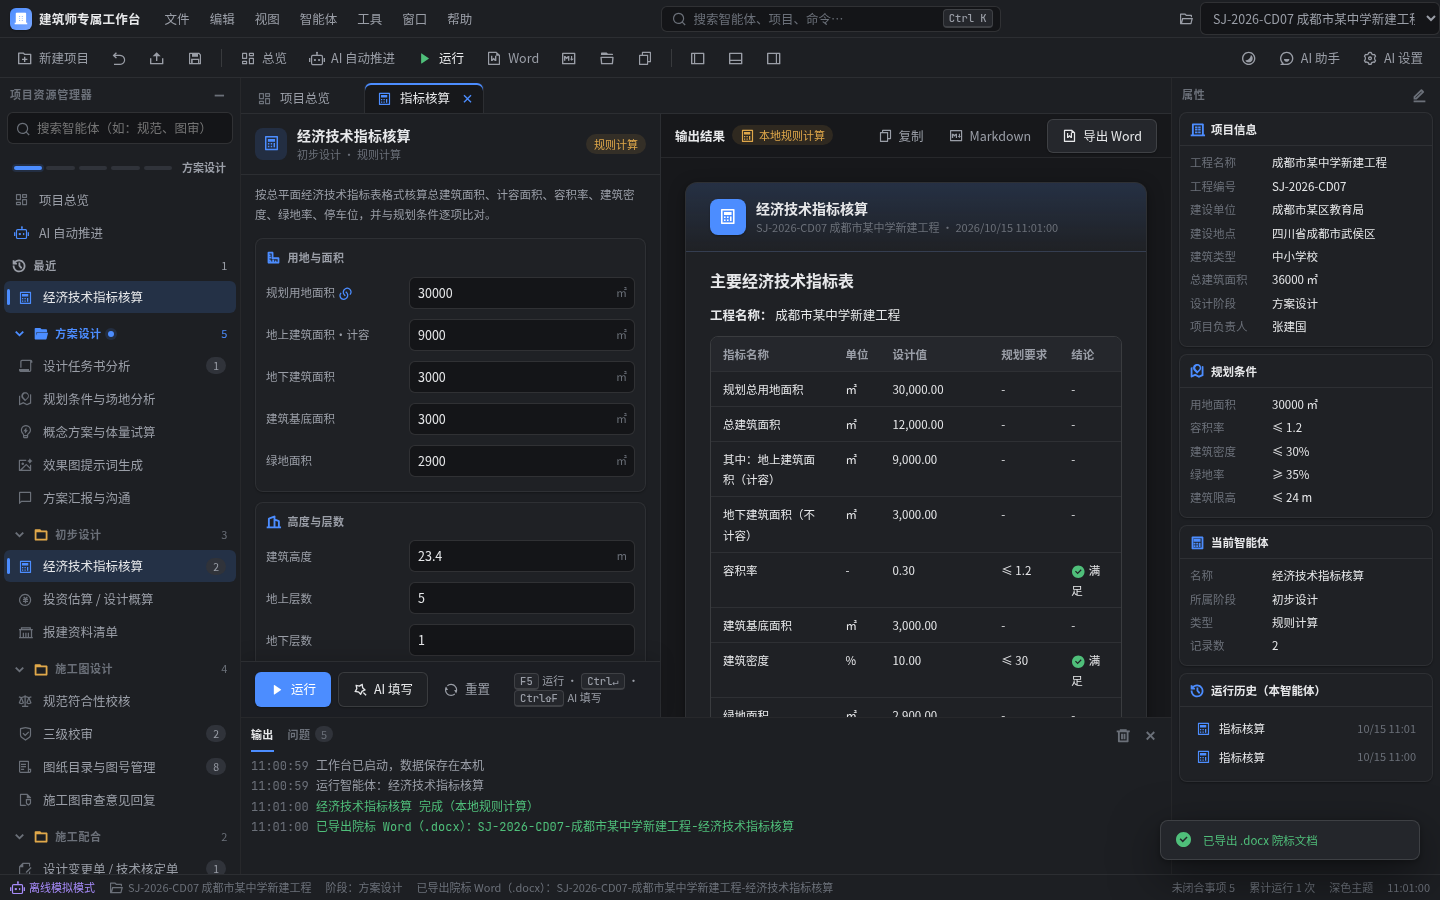 建筑师专属工作台 文件 编辑 视图 智能体 工具 窗口 帮助 搜索智能体、项目、命令… Ctrl K SJ-2026-CD07 成都市某中学新建工程
新建项目 总览 AI 自动推进 运行 Word AI 助手 AI 设置
项目资源管理器
搜索智能体（如：规范、图审）
方案设计
项目总览
AI 自动推进
最近 1
经济技术指标核算
方案设计 5
设计任务书分析 1
规划条件与场地分析
概念方案与体量试算
效果图提示词生成
方案汇报与沟通
初步设计 3
经济技术指标核算 2
投资估算 / 设计概算
报建资料清单
施工图设计 4
规范符合性校核
三级校审 2
图纸目录与图号管理 8
施工图审查意见回复
施工配合 2
设计变更单 / 技术核定单 1
项目总览 指标核算
经济技术指标核算
初步设计 · 规则计算
规则计算
按总平面经济技术指标表格式核算总建筑面积、计容面积、容积率、建筑密
度、绿地率、停车位，并与规划条件逐项比对。
用地与面积
规划用地面积 30000 ㎡
地上建筑面积 · 计容 9000 ㎡
地下建筑面积 3000 ㎡
建筑基底面积 3000 ㎡
绿地面积 2900 ㎡
高度与层数
建筑高度 23.4 m
地上层数 5
地下层数 1
运行 AI 填写 重置 F5 运行 · Ctrl↵ ·
Ctrl⇧F AI 填写
输出结果 本地规则计算 复制 Markdown 导出 Word
经济技术指标核算
SJ-2026-CD07 成都市某中学新建工程 · 2026/10/15 11:01:00
主要经济技术指标表
工程名称： 成都市某中学新建工程
指标名称 单位 设计值 规划要求 结论
规划总用地面积 ㎡ 30,000.00 - -
总建筑面积 ㎡ 12,000.00 - -
其中：地上建筑面
积（计容） ㎡ 9,000.00 - -
地下建筑面积（不
计容） ㎡ 3,000.00 - -
容积率 - 0.30 ≤ 1.2 满
足
建筑基底面积 ㎡ 3,000.00 - -
建筑密度 % 10.00 ≤ 30 满
足
绿地面积 ㎡ 2,900.00 - -
输出 问题 5
11:00:59 工作台已启动，数据保存在本机
11:00:59 运行智能体：经济技术指标核算
11:01:00 经济技术指标核算 完成（本地规则计算）
11:01:00 已导出院标 Word（.docx）：SJ-2026-CD07-成都市某中学新建工程-经济技术指标核算
属性
项目信息
工程名称 成都市某中学新建工程
工程编号 SJ-2026-CD07
建设单位 成都市某区教育局
建设地点 四川省成都市武侯区
建筑类型 中小学校
总建筑面积 36000 ㎡
设计阶段 方案设计
项目负责人 张建国
规划条件
用地面积 30000 ㎡
容积率 ≤ 1.2
建筑密度 ≤ 30%
绿地率 ≥ 35%
建筑限高 ≤ 24 m
当前智能体
名称 经济技术指标核算
所属阶段 初步设计
类型 规则计算
记录数 2
运行历史（本智能体）
指标核算 10/15 11:01
指标核算 10/15 11:00
已导出 .docx 院标文档
离线模拟模式 SJ-2026-CD07 成都市某中学新建工程 阶段：方案设计 已导出院标 Word（.docx）：SJ-2026-CD07-成都市某中学新建工程-经济技术指标核算 未闭合事项 5 累计运行 1 次 深色主题 11:01:00